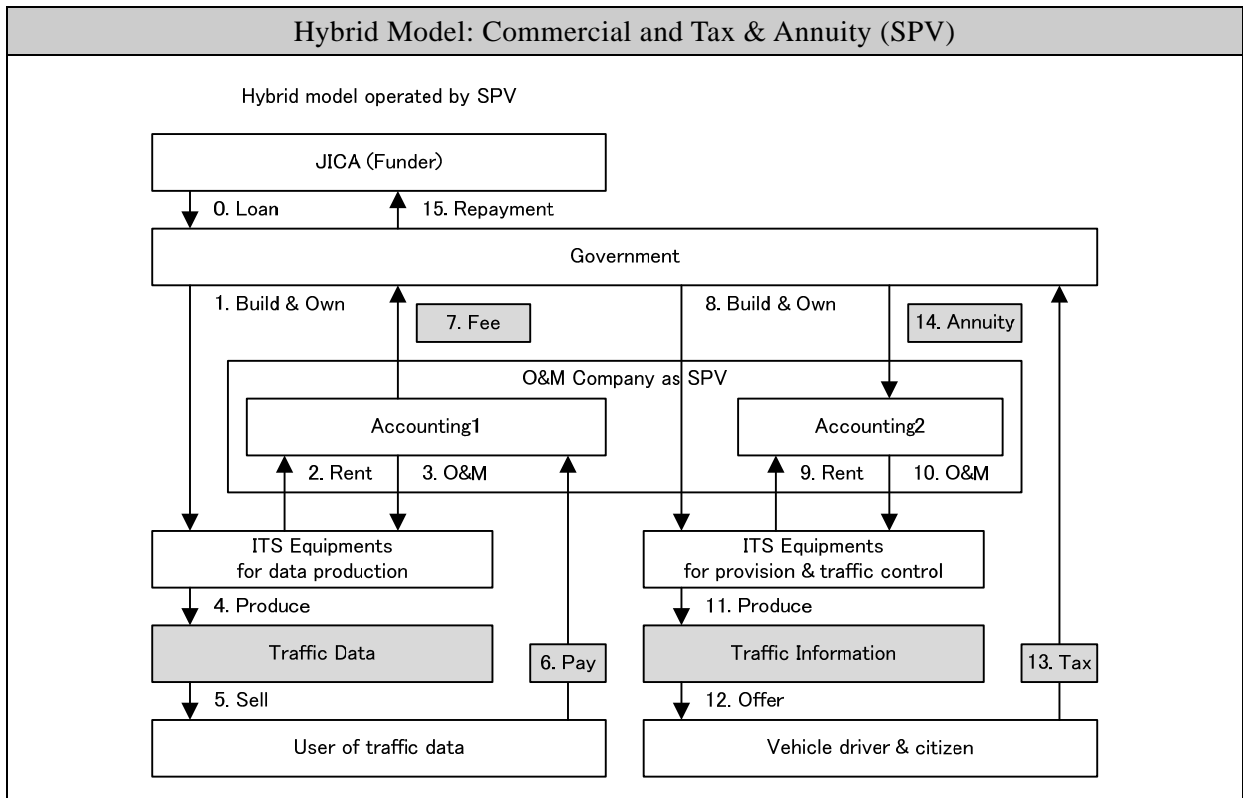 Hybrid Model: Commercial and Tax & Annuity (SPV)
Hybrid model operated by SPV
JICA (Funder)
0. Loan
15. Repayment
Government
1. Build & Own
7. Fee
8. Build & Own
14. Annuity
O&M Company as SPV
Accounting1
Accounting2
2. Rent
3. O&M
9. Rent
10. O&M
ITS Equipments
for data production
ITS Equipments
for provision & traffic control
4. Produce
11. Produce
Traffic Data
6. Pay
Traffic Information
13. Tax
5. Sell
12. Offer
User of traffic data
Vehicle driver & citizen